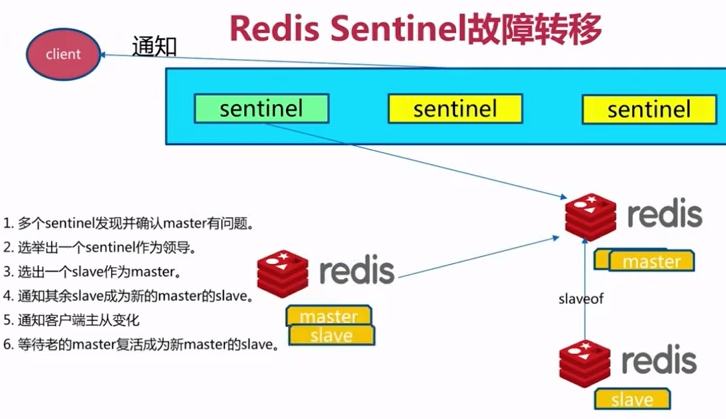 Redis Sentinel故障转移
client
通知
sentinel
sentinel
sentinel
1. 多个sentinel发现并确认master有问题。
2. 选举出一个sentinel作为领导。
3. 选出一个slave作为master。
4. 通知其余slave成为新的master的slave。
5. 通知客户端主从变化
6. 等待老的master复活成为新master的slave。
redis
master
slave
redis
master
slaveof
redis
slave